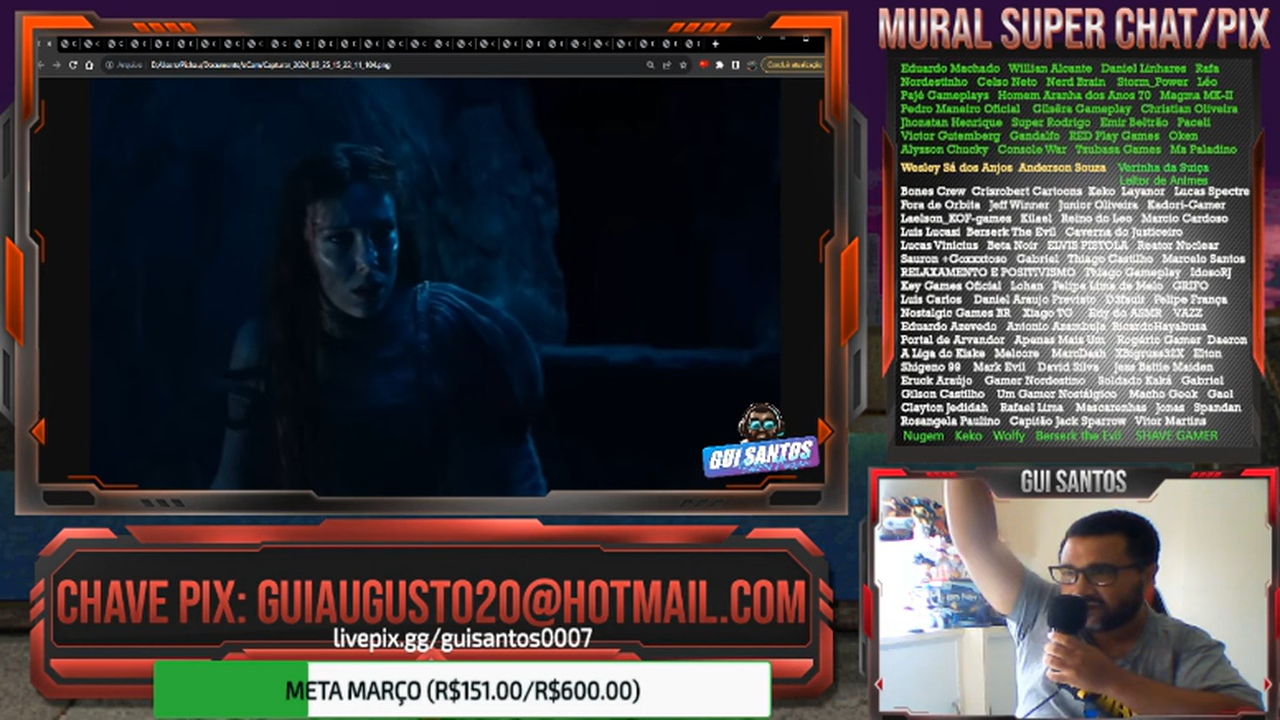 MURAL SUPER CHAT/PIX
Eduardo Machado Willian Alcante Daniel Linhares Rafa
Nordestinho Celso Neto Nerd Brain Storm_Power Léo
Pajé Gameplays Homem Aranha dos Anos 70 Magma MK-II
Pedro Maneiro Oficial Gilsêra Gameplay Christian Oliveira
Jhonatan Henrique Super Rodrigo Emir Beltrão Paceli
Victor Gutemberg Gandalfo RED Play Games Oken
Alysson Chucky Console War Tsubasa Games Ma Paladino
Wesley Sá dos Anjos Anderson Souza Verinha da Suiça
Leitor de Animes
Bones Crew Crisrobert Cartoons Keko Layanor Lucas Spectre
Fora de Orbita Jeff Winner Junior Oliveira Kadori-Gamer
Laelson_KOF-games Kilael Reino do Leo Marcio Cardoso
Luis Lucasi Berserk The Evil Caverna do Justiceiro
Lucas Vinicius Beta Noir ELVIS PISTOLA Reator Nuclear
Sauron +Goxxxtoso Gabriel Thiago Castilho Marcelo Santos
RELAXAMENTO E POSITIVISMO Thiago Gameplay IdosoRJ
Key Games Oficial Lohan Felipe Lima de Melo GRIFO
Luis Carlos Daniel Araujo Previsto Felipe França
Nostalgic Games BR Xiago TG Edy do ASMR VAZZ
Eduardo Azevedo Antonio Azambuja RicardoHayabusa
Portal de Arvandor Apenas Mais Um Rogério Gamer Daeron
A Liga do Kiske Melcore MarcDash Elton
Shigeno 99 Mark Evil David Silva Jess Battle Maiden
Eruck Araújo Gamer Nordestino Soldado Kaká Gabriel
Gilson Castilho Um Gamer Nostálgico Macho Geek Gael
Clayton Jedidah Rafael Lima Mascarenhas Jonas Spandan
Rosangela Paulino Capitão Jack Sparrow Vitor Martins
Nugem Keko Wolfy Berserk the Evil SHAVE GAMER
GUI SANTOS
GUI SANTOS
CHAVE PIX: GUIAUGUSTO20@HOTMAIL.COM
livepix.gg/guisantos0007
META MARÇO (R$151.00/R$600.00)